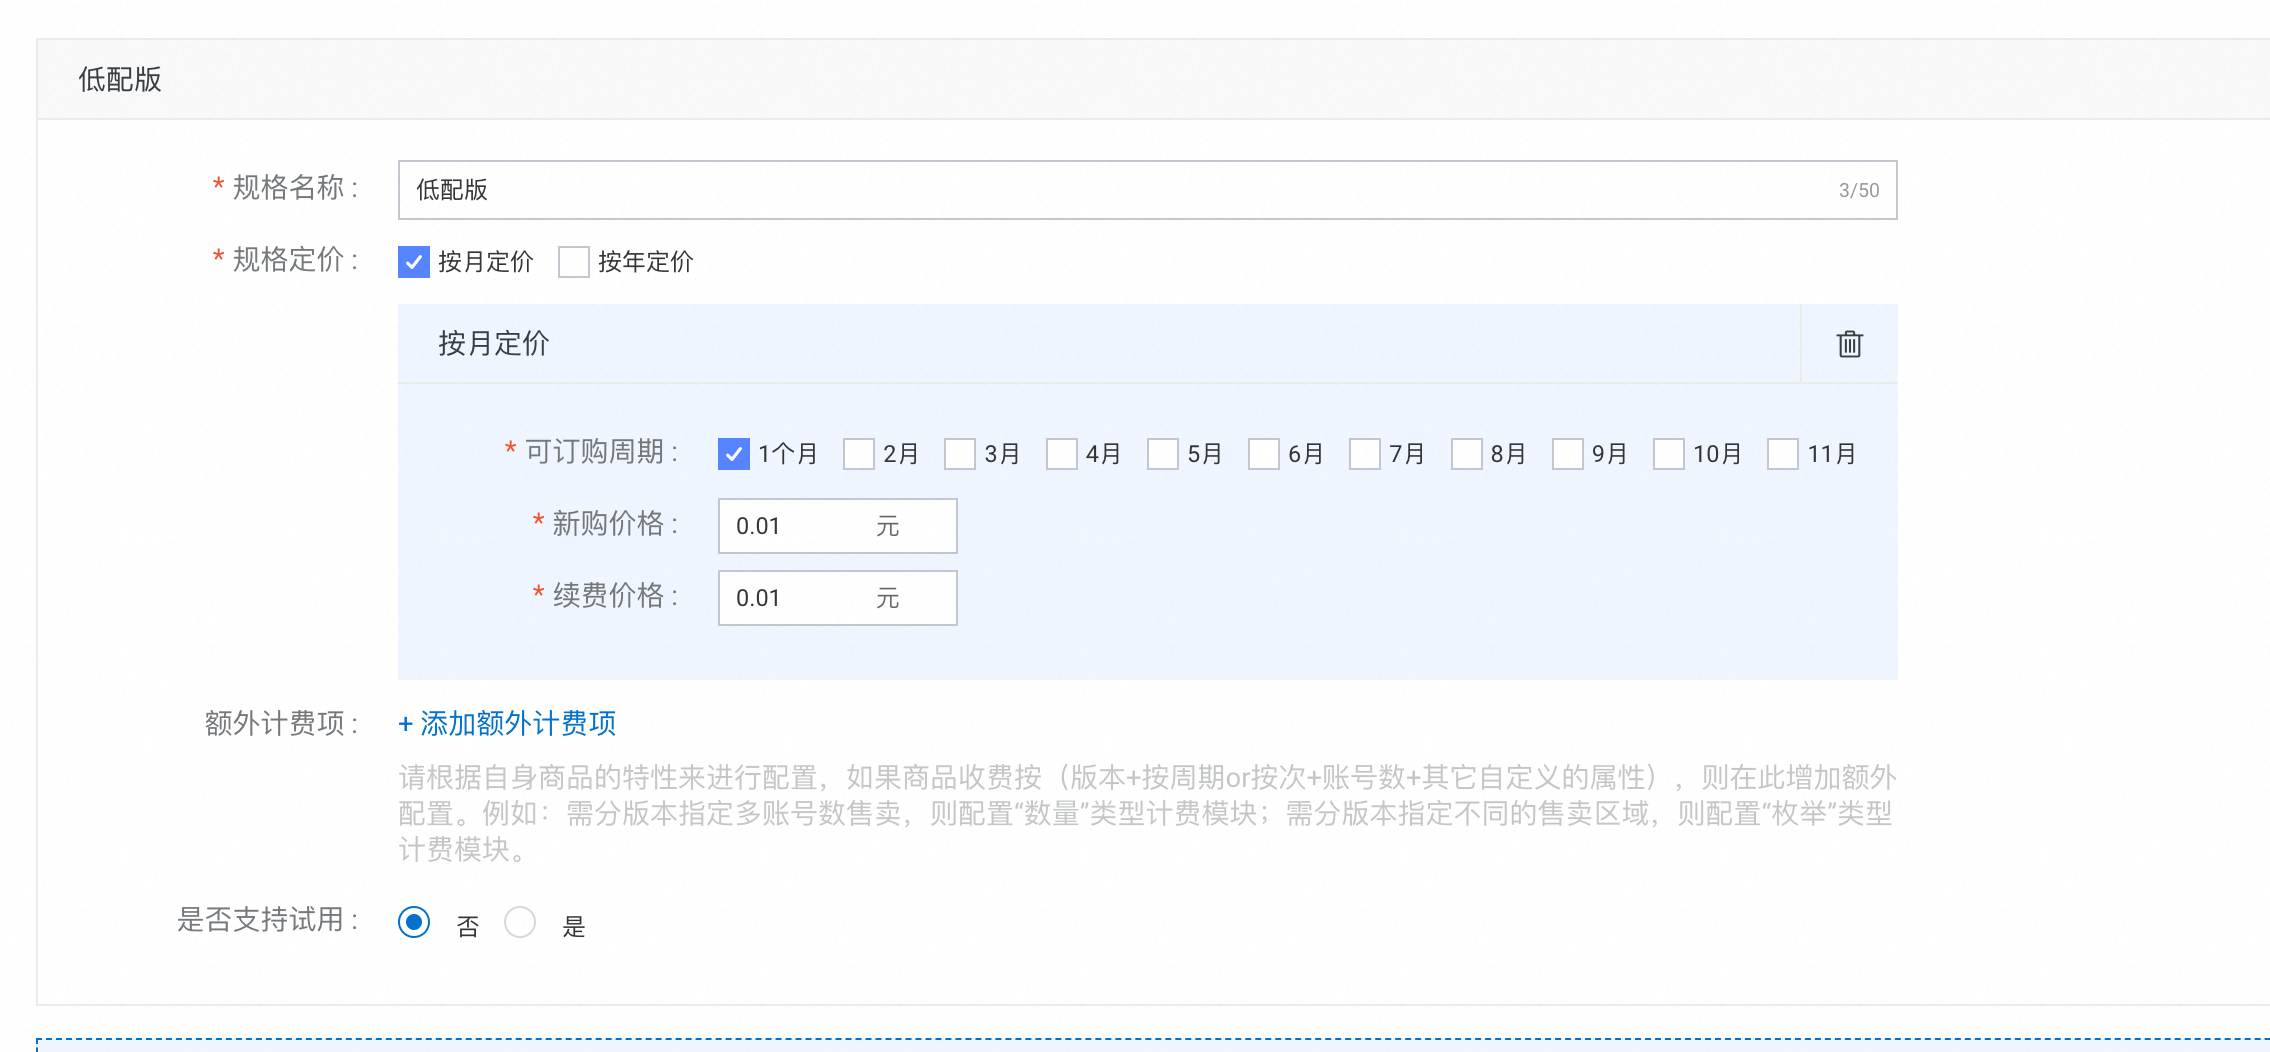 低配版
* 规格名称 : 低配版 3/50
* 规格定价 : 按月定价 按年定价
按月定价
* 可订购周期 : 1个月 2月 3月 4月 5月 6月 7月 8月 9月 10月 11月
* 新购价格 : 0.01 元
* 续费价格 : 0.01 元
额外计费项 : + 添加额外计费项
请根据自身商品的特性来进行配置，如果商品收费按（版本+按周期or按次+账号数+其它自定义的属性），则在此增加额外
配置。例如：需分版本指定多账号数售卖，则配置“数量”类型计费模块；需分版本指定不同的售卖区域，则配置“枚举”类型
计费模块。
是否支持试用 : 否 是